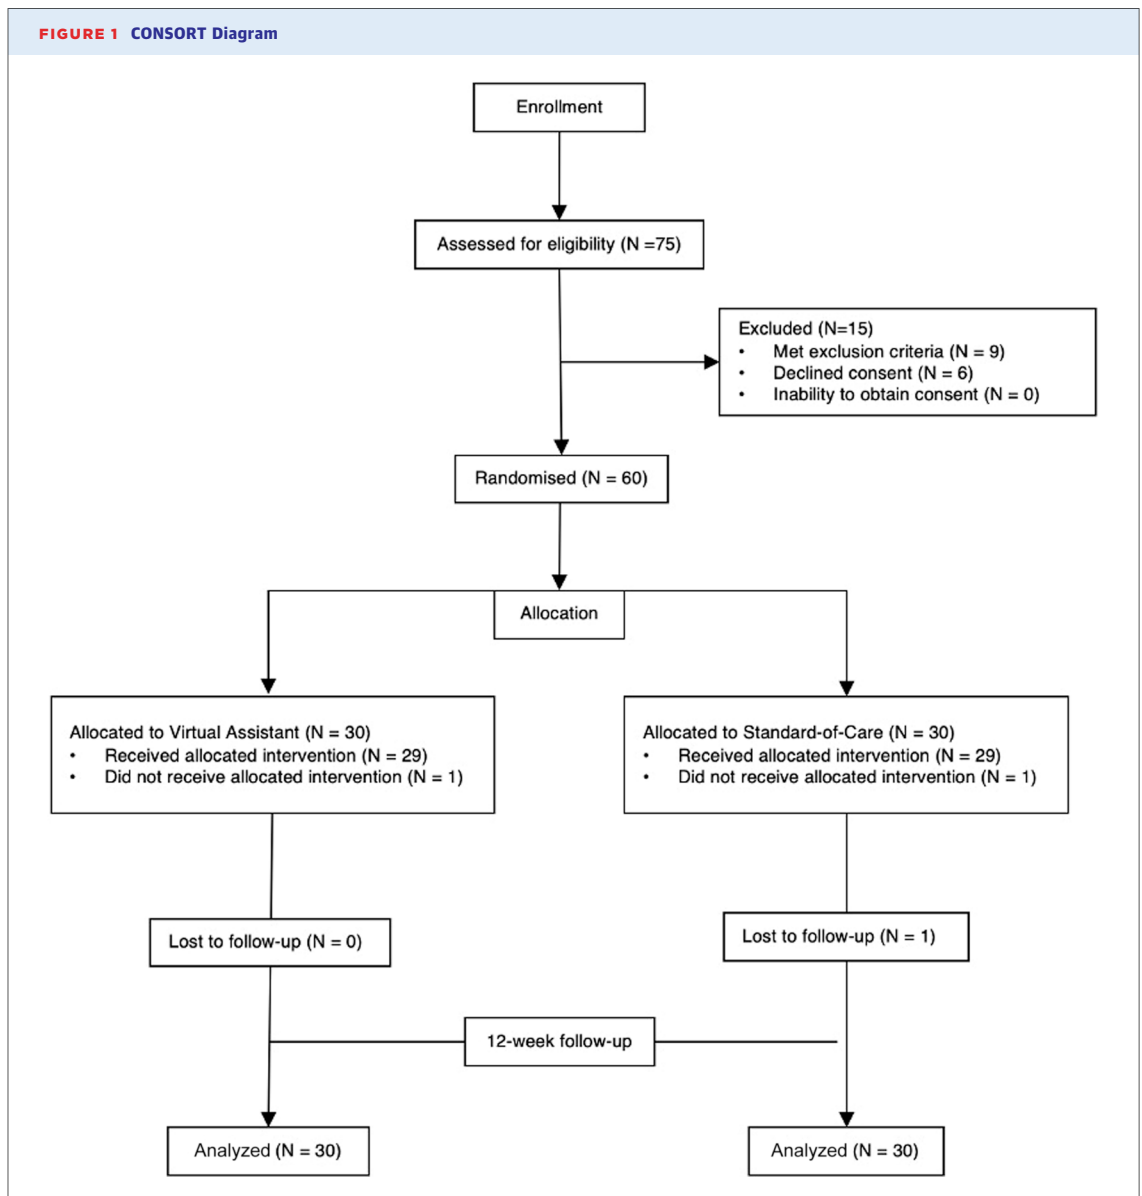 FIGURE 1 CONSORT Diagram
Enrollment
Assessed for eligibility (N =75)
Excluded (N=15)
• Met exclusion criteria (N = 9)
• Declined consent (N = 6)
• Inability to obtain consent (N = 0)
Randomised (N = 60)
Allocation
Allocated to Virtual Assistant (N = 30)
• Received allocated intervention (N = 29)
• Did not receive allocated intervention (N = 1)
Allocated to Standard-of-Care (N = 30)
• Received allocated intervention (N = 29)
• Did not receive allocated intervention (N = 1)
Lost to follow-up (N = 0)
Lost to follow-up (N = 1)
12-week follow-up
Analyzed (N = 30)
Analyzed (N = 30)